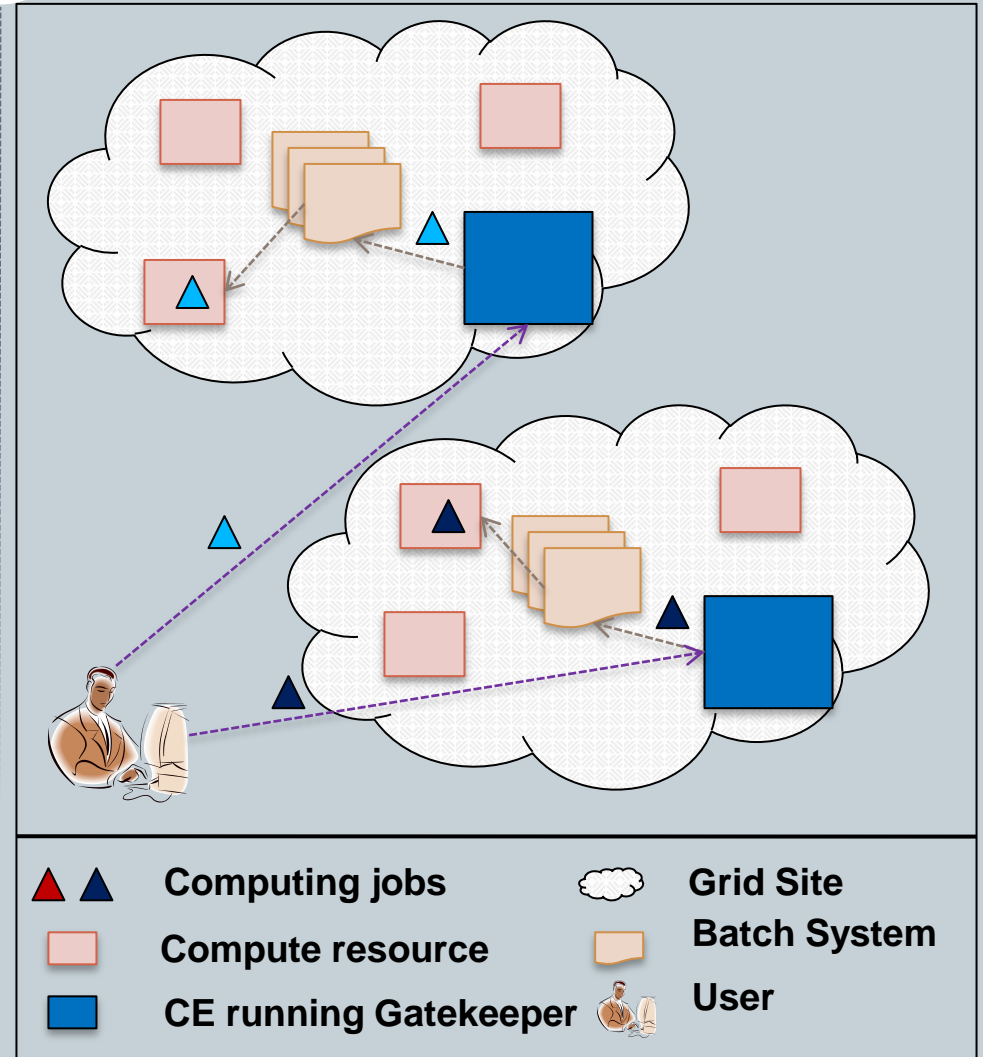 Computing jobs
Grid Site
Compute resource
Batch System
CE running Gatekeeper
User